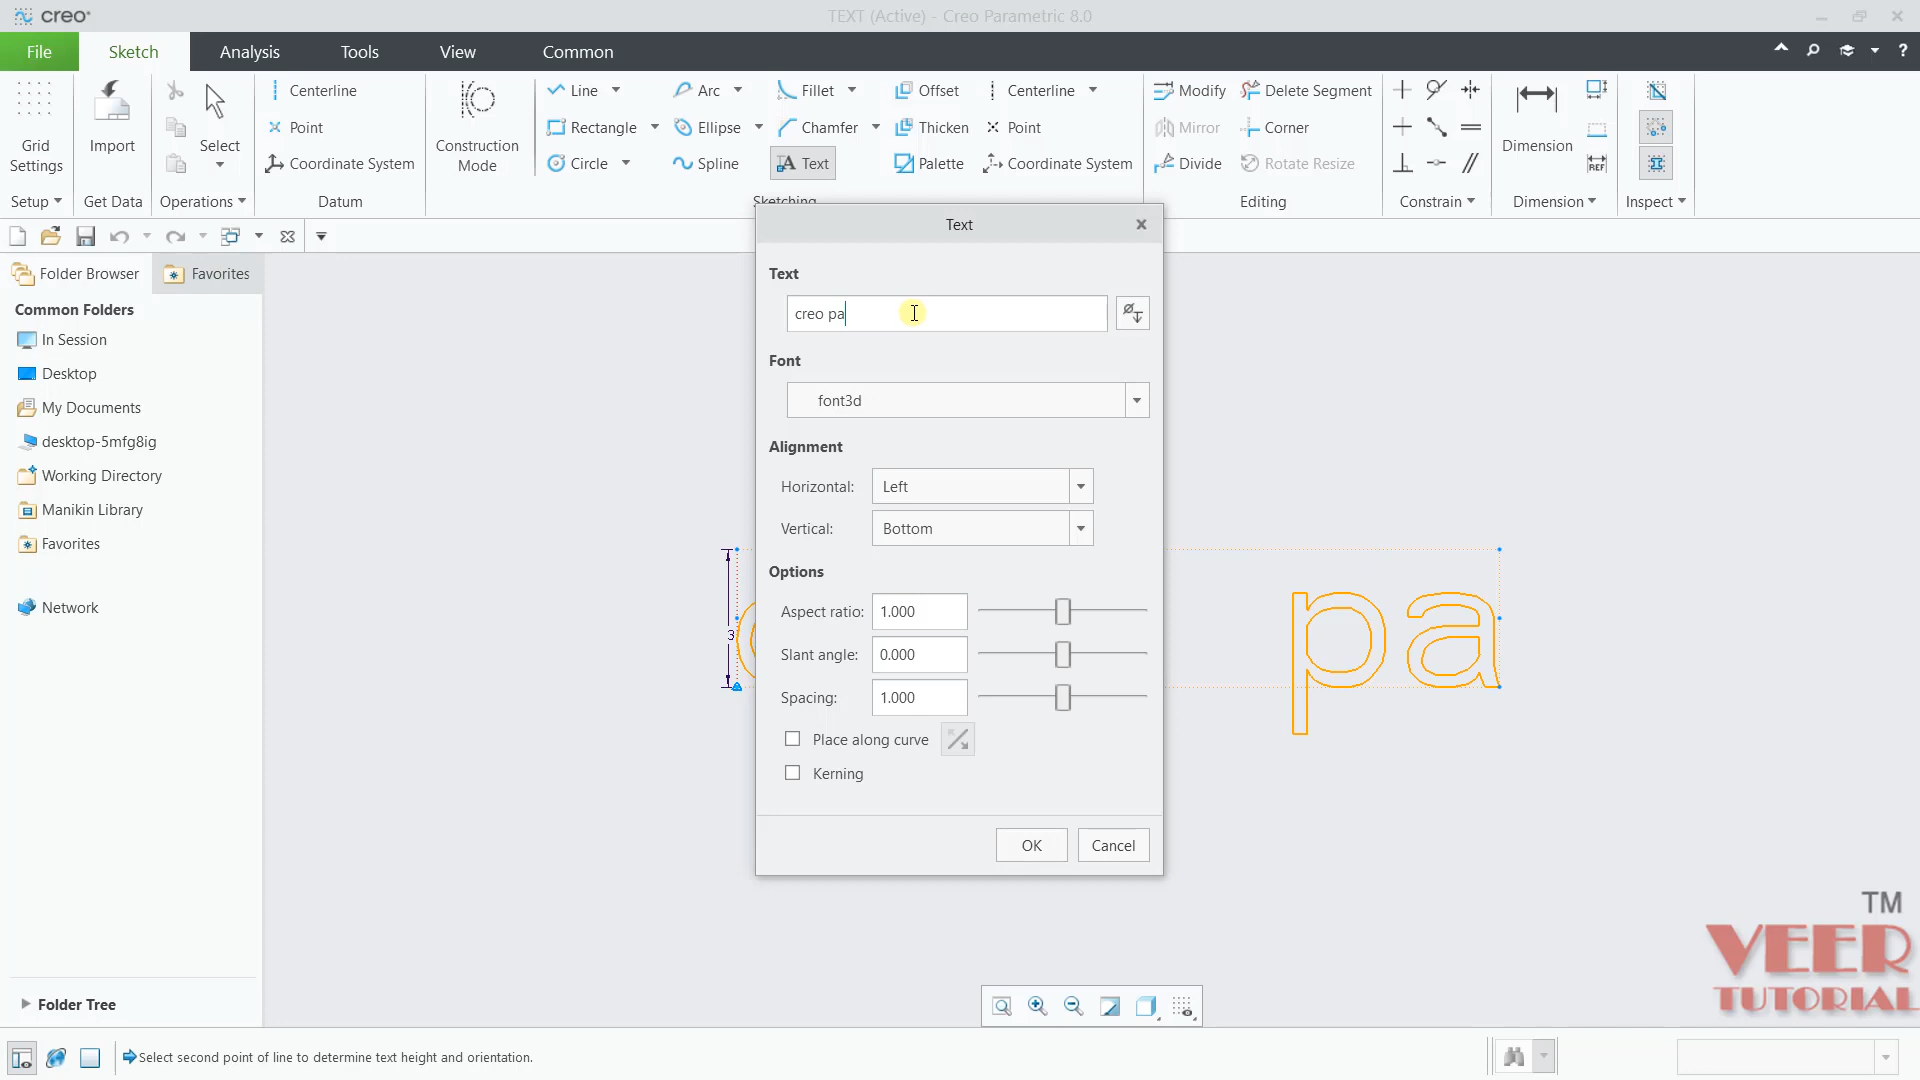 creo
TEXT (Active) - Creo Parametric 8.0
File Sketch Analysis Tools View Common
Grid Settings
Import
Select
Centerline
Point
Coordinate System
Construction Mode
Line Arc Fillet Offset Centerline
Rectangle Ellipse Chamfer Thicken Point
Circle Spline Text Palette Coordinate System
Modify Delete Segment
Mirror Corner
Divide Rotate Resize
Dimension
REF
Setup Get Data Operations Datum Sketching Editing Constrain Dimension Inspect
Folder Browser Favorites
Common Folders
In Session
Desktop
My Documents
desktop-5mfg8ig
Working Directory
Manikin Library
Favorites
Network
Folder Tree
Text
Text
creo pa
Font
font3d
Alignment
Horizontal: Left
Vertical: Bottom
Options
Aspect ratio: 1.000
Slant angle: 0.000
Spacing: 1.000
Place along curve
Kerning
OK Cancel
3
pa
TM
VEER
TUTORIAL
Select second point of line to determine text height and orientation.